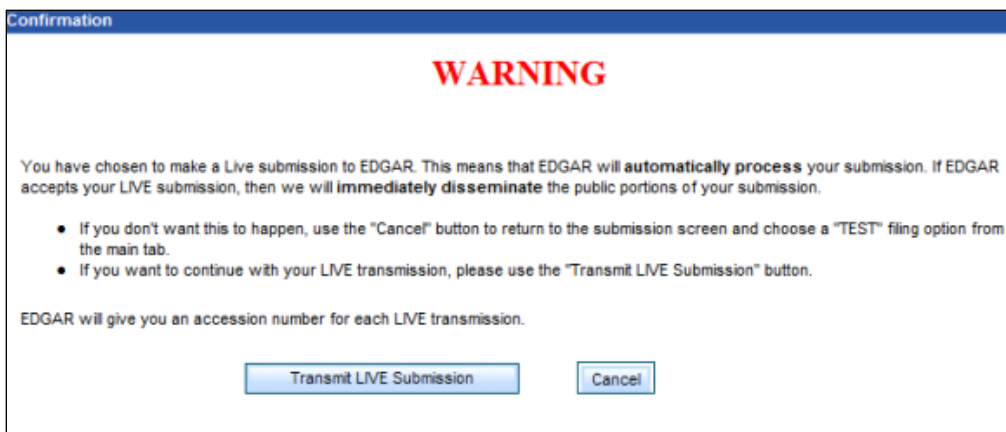 Confirmation
WARNING
You have chosen to make a Live submission to EDGAR. This means that EDGAR will automatically process your submission. If EDGAR
accepts your LIVE submission, then we will immediately disseminate the public portions of your submission.
● If you don't want this to happen, use the "Cancel" button to return to the submission screen and choose a "TEST" filing option from
the main tab.
● If you want to continue with your LIVE transmission, please use the "Transmit LIVE Submission" button.
EDGAR will give you an accession number for each LIVE transmission.
Transmit LIVE Submission Cancel